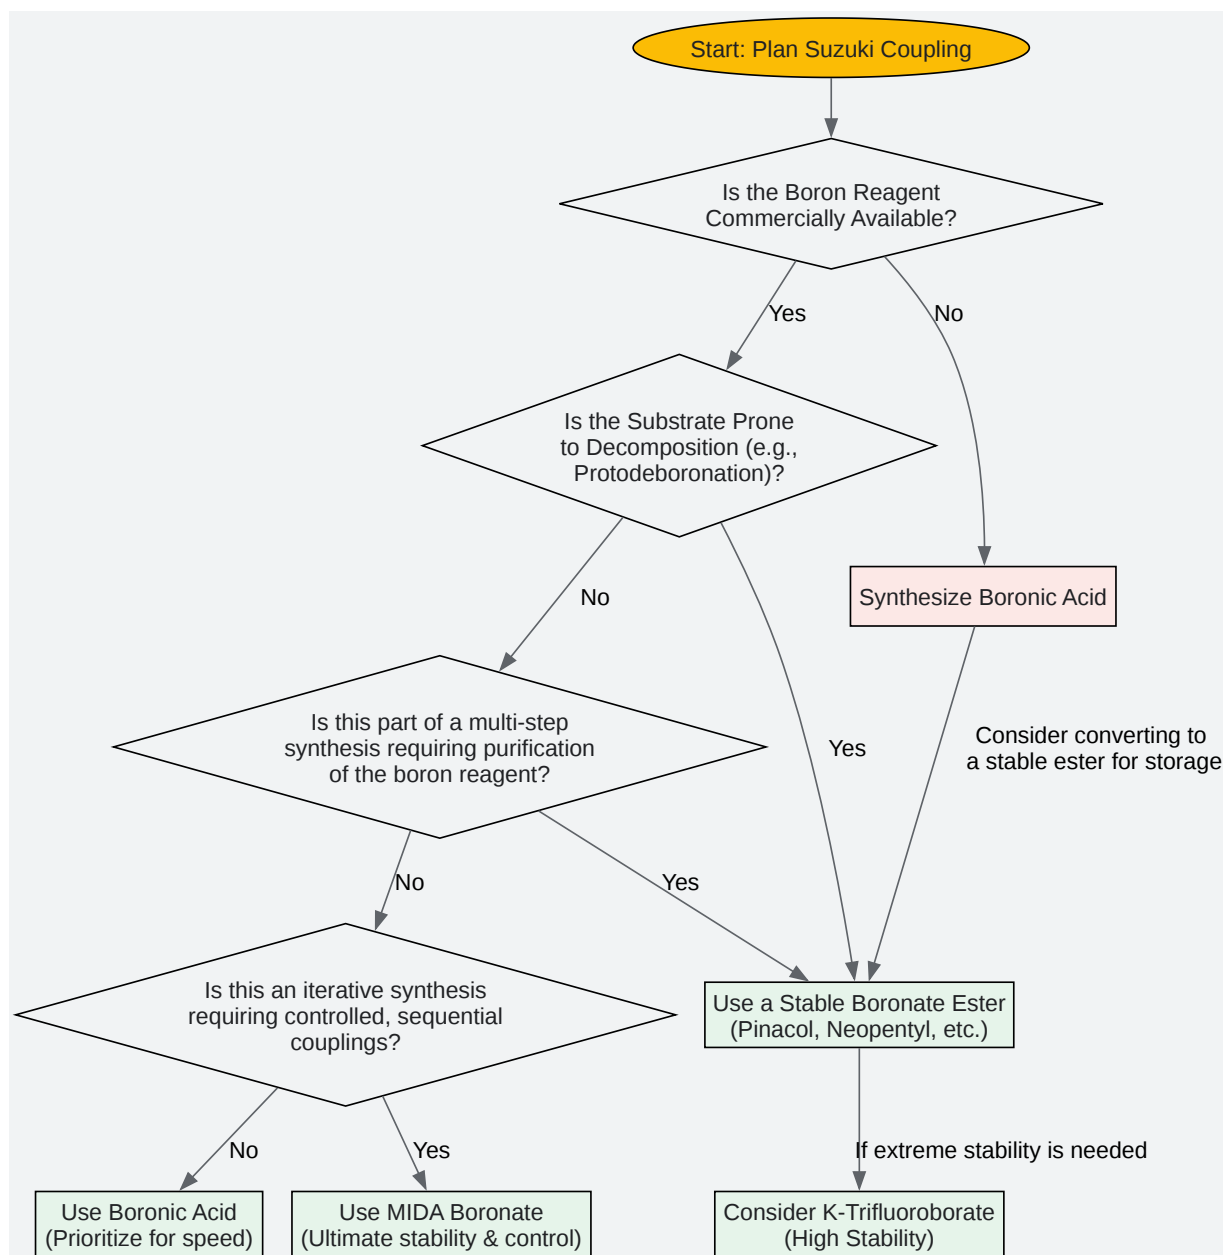 Start: Plan Suzuki Coupling
Is the Boron Reagent
Commercially Available?
Yes
No
Is the Substrate Prone
to Decomposition (e.g.,
Protodeboronation)?
No
Yes
Synthesize Boronic Acid
Is this part of a multi-step
synthesis requiring purification
of the boron reagent?
Consider converting to
a stable ester for storage
No
Yes
Is this an iterative synthesis
requiring controlled, sequential
couplings?
Use a Stable Boronate Ester
(Pinacol, Neopentyl, etc.)
No
Yes
If extreme stability is needed
Use Boronic Acid
(Prioritize for speed)
Use MIDA Boronate
(Ultimate stability & control)
Consider K-Trifluoroborate
(High Stability)